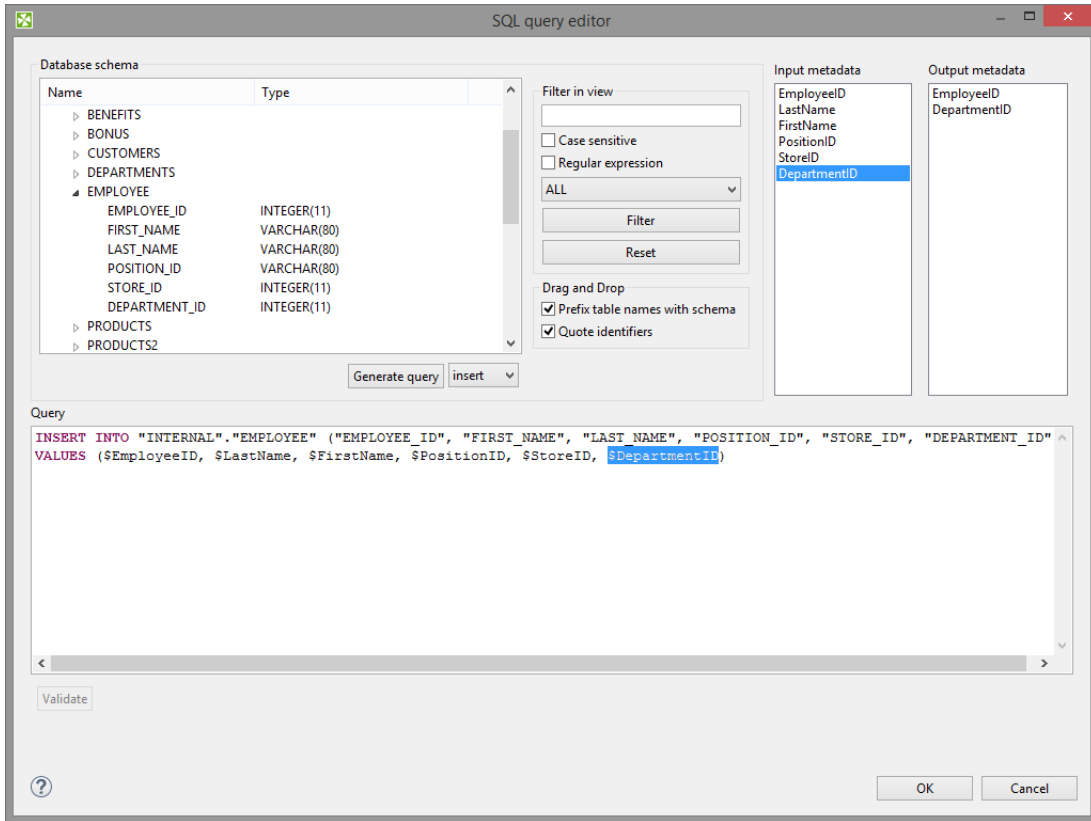 SQL query editor
Database schema
Name Type
BENEFITS
BONUS
CUSTOMERS
DEPARTMENTS
EMPLOYEE
EMPLOYEE_ID INTEGER(11)
FIRST_NAME VARCHAR(80)
LAST_NAME VARCHAR(80)
POSITION_ID VARCHAR(80)
STORE_ID INTEGER(11)
DEPARTMENT_ID INTEGER(11)
PRODUCTS
PRODUCTS2
Generate query insert
Filter in view
Case sensitive
Regular expression
ALL
Filter
Reset
Drag and Drop
Prefix table names with schema
Quote identifiers
Input metadata
EmployeeID
LastName
FirstName
PositionID
StoreID
DepartmentID
Output metadata
EmployeeID
DepartmentID
Query
INSERT INTO "INTERNAL"."EMPLOYEE" ("EMPLOYEE_ID", "FIRST_NAME", "LAST_NAME", "POSITION_ID", "STORE_ID", "DEPARTMENT_ID"
VALUES ($EmployeeID, $LastName, $FirstName, $PositionID, $StoreID, $DepartmentID)
Validate
?
OK Cancel